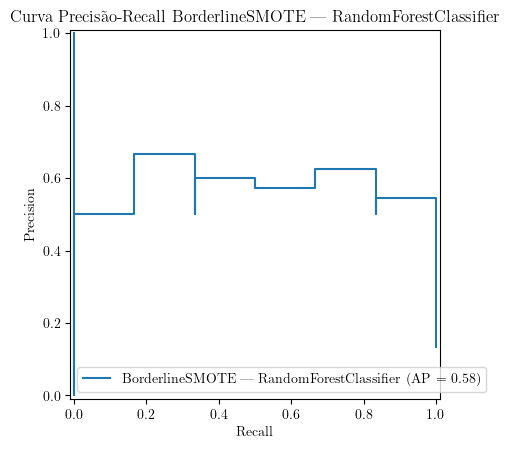 Curva Precisão-Recall BorderlineSMOTE — RandomForestClassifier
1.0
0.8
0.6
0.4
0.2
0.0
Precision
BorderlineSMOTE — RandomForestClassifier (AP = 0.58)
0.0 0.2 0.4 0.6 0.8 1.0
Recall